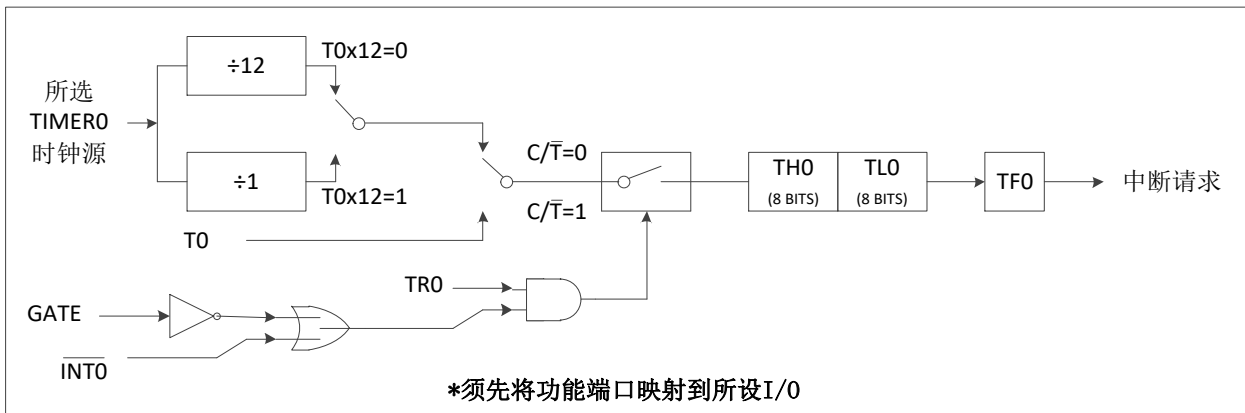 ÷12
T0x12=0
所选
TIMER0
时钟源
÷1
T0x12=1
C/T̅=0
C/T̅=1
T0
TH0
(8 BITS)
TL0
(8 BITS)
TF0
中断请求
TR0
GATE
I̅N̅T̅0̅
*须先将功能端口映射到所设I/O